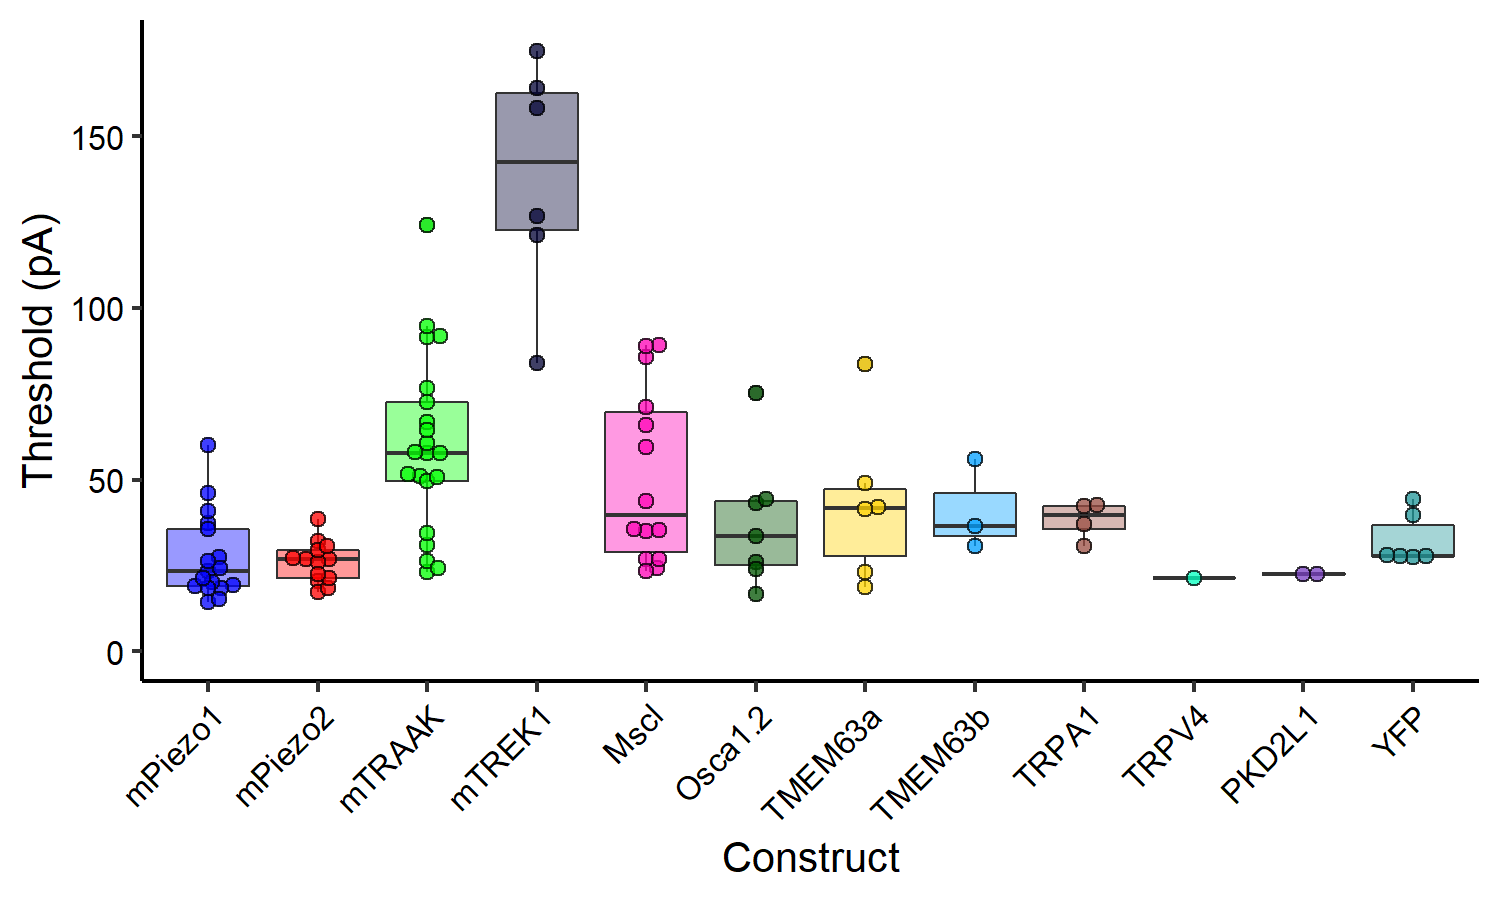 Threshold (pA)
150
100
50
0
mPiezo1
mPiezo2
mTRAAK
mTREK1
Mscl
Osca1.2
TMEM63a
TMEM63b
TRPA1
TRPV4
PKD2L1
YFP
Construct